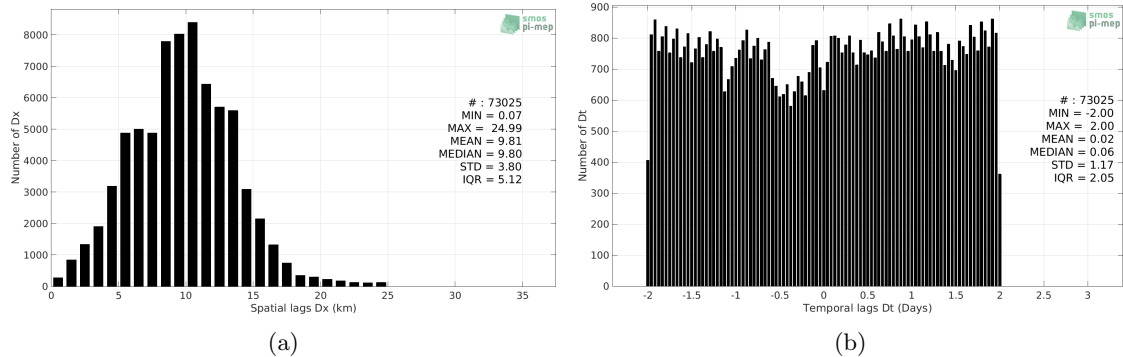 smos
pi-mep
8000
7000
6000
5000
4000
3000
2000
1000
0
Number of Dx
# : 73025
MIN = 0.07
MAX = 24.99
MEAN = 9.81
MEDIAN = 9.80
STD = 3.80
IQR = 5.12
0 5 10 15 20 25 30 35
Spatial lags Dx (km)
(a)
smos
pi-mep
900
800
700
600
500
400
300
200
100
0
Number of Dt
# : 73025
MIN = -2.00
MAX = 2.00
MEAN = 0.02
MEDIAN = 0.06
STD = 1.17
IQR = 2.05
-2 -1.5 -1 -0.5 0 0.5 1 1.5 2 2.5 3
Temporal lags Dt (Days)
(b)